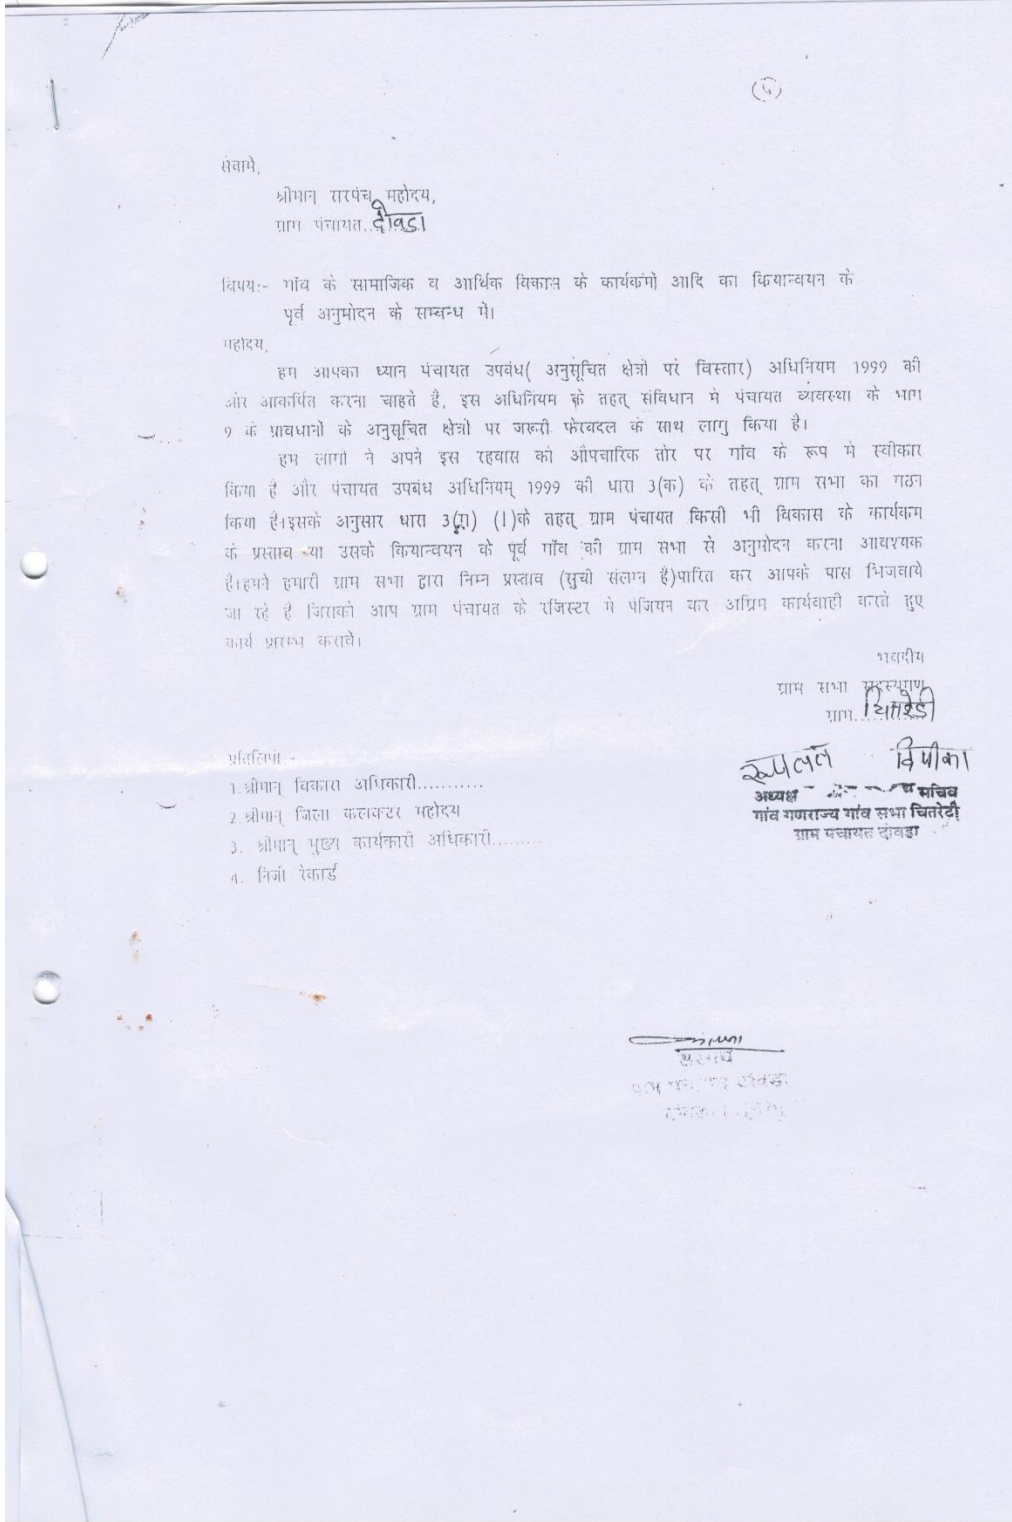 (५)
सेवामे,
श्रीमान् सरपंच महोदय,
ग्राम पंचायत..दोवडा
विषय:- गांव के सामाजिक व आर्थिक विकास के कार्यकंमो आदि का कियान्वयन के
पूर्व अनुमोदन के सम्बन्ध में।
महोदय,
हम आपका ध्यान पंचायत उपबंध( अनुसूचित क्षेत्रों पर विस्तार) अधिनियम 1999 की
और आकर्षित करना चाहते है, इस अधिनियम के तहत् संविधान मे पंचायत व्यवस्था के भाग
9 के प्रावधानों के अनुसूचित क्षेत्रो पर जरूरी फेरबदल के साथ लागु किया है।
हम लोगो ने अपने इस रहवास को औपचारिक तोर पर गांव के रूप मे स्वीकार
किया है और पंचायत उपबंध अधिनियम् 1999 की धारा 3(क) के तहत् ग्राम सभा का गठन
किया है।इसके अनुसार धारा 3(ग) (1)के तहत् ग्राम पंचायत किसी भी विकास के कार्यकम
के प्रस्ताव या उसके कियान्वयन के पूर्व गाँव की ग्राम सभा से अनुमोदन करना आवश्यक
है।हमने हमारी ग्राम सभा द्वारा निम्न प्रस्ताव (सुची संलग्न है)पारित कर आपके पास भिजवाये
जा रहे है जिसको आप ग्राम पंचायत के रजिस्टर मे पंजियन कर अग्रिम कार्यवाही करते हुए
कार्य प्रारम्भ करावें।
भवदीय
ग्राम सभा सदस्यगण
ग्राम..चितरेटी
प्रतिलिपी :-
1.श्रीमान् विकास अधिकारी...........
2.श्रीमान् जिला कलक्टर महोदय
3. श्रीमान् मुख्य कार्यकारी अधिकारी.........
4. निजी रेकार्ड
रूपलत दिपीका
अध्यक्ष सचिव
गांव गणराज्य गांव सभा चितरेटी
ग्राम पंचायत दोवडा
सरपंच
ग्राम पंचायत दोवडा